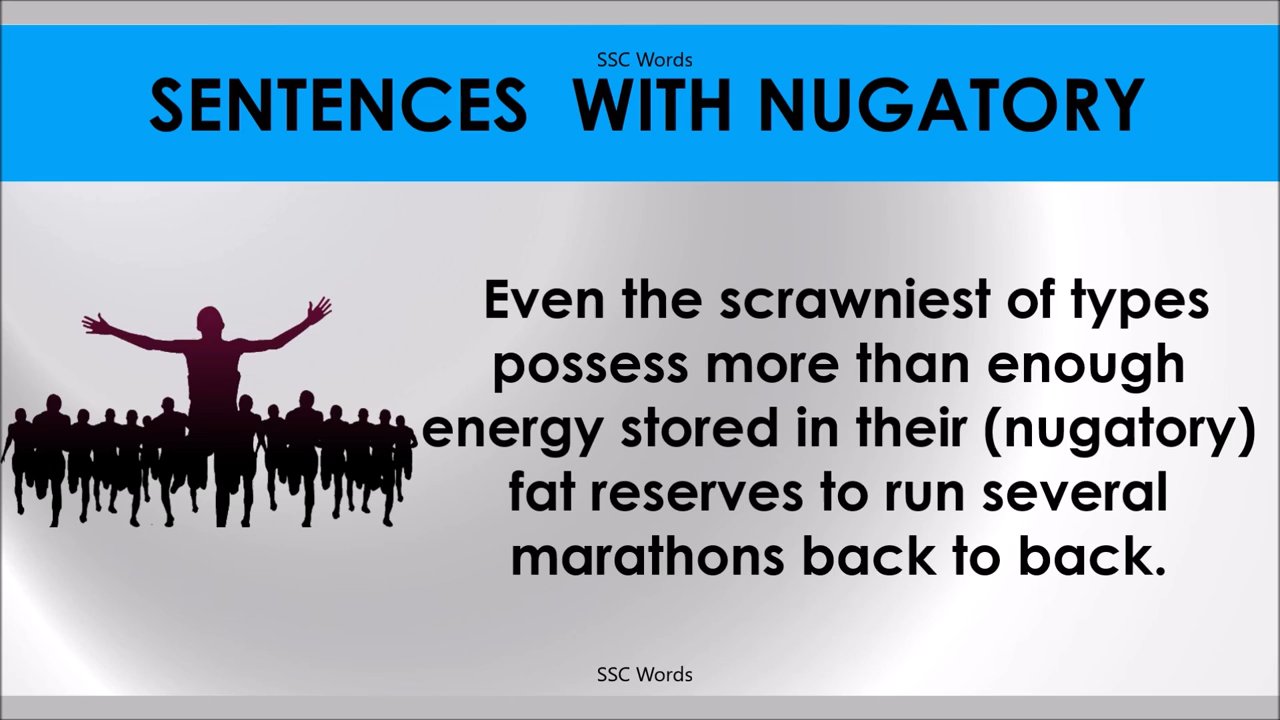 SSC Words
SENTENCES WITH NUGATORY
Even the scrawniest of types
possess more than enough
energy stored in their (nugatory)
fat reserves to run several
marathons back to back.
SSC Words